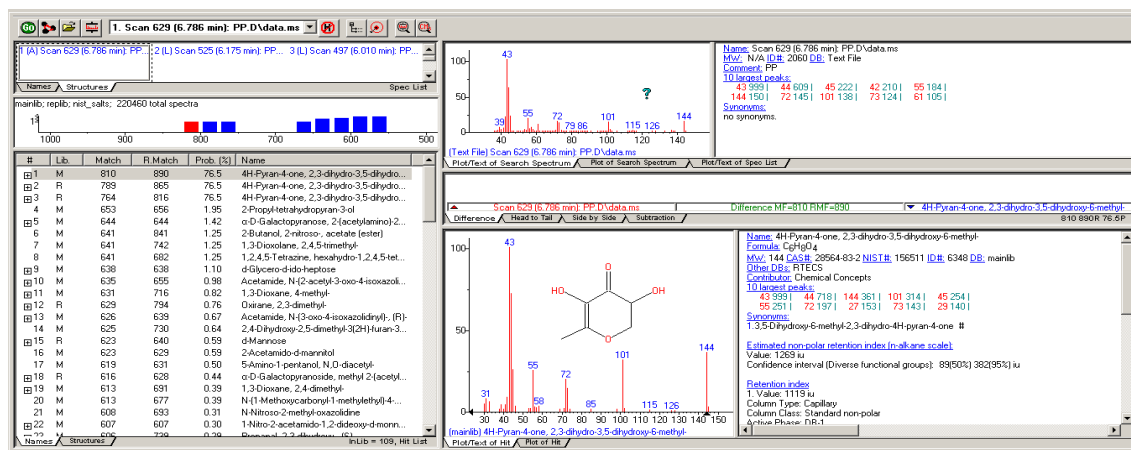 1. Scan 629 (6.786 min): PP.D\data.ms
1 (A) Scan 629 (6.786 min): PP... 2 (L) Scan 525 (6.175 min): PP... 3 (L) Scan 497 (6.010 min): PP...
Names Structures Spec List
mainlib; replib; nist_salts; 220460 total spectra
1000 900 800 700 600 500
# Lib. Match R.Match Prob. (%) Name
1 M 810 890 76.5 4H-Pyran-4-one, 2,3-dihydro-3,5-dihydro...
2 R 789 865 76.5 4H-Pyran-4-one, 2,3-dihydro-3,5-dihydro...
3 R 764 816 76.5 4H-Pyran-4-one, 2,3-dihydro-3,5-dihydro...
4 M 653 656 1.95 2-Propyl-tetrahydropyran-3-ol
5 M 644 644 1.42 α-D-Galactopyranose, 2-(acetylamino)-2...
6 M 641 841 1.25 2-Butanol, 2-nitroso-, acetate (ester)
7 M 641 742 1.25 1,3-Dioxolane, 2,4,5-trimethyl-
8 M 641 682 1.25 1,2,4,5-Tetrazine, hexahydro-1,2,4,5-tet...
9 M 638 638 1.10 d-Glycero-d-ido-heptose
10 M 635 655 0.98 Acetamide, N-(2-acetyl-3-oxo-4-isoxazoli...
11 M 631 716 0.82 1,3-Dioxane, 4-methyl-
12 R 629 794 0.76 Oxirane, 2,3-dimethyl-
13 M 626 639 0.67 Acetamide, N-(3-oxo-4-isoxazolidinyl)-, (R)-
14 M 625 730 0.64 2,4-Dihydroxy-2,5-dimethyl-3(2H)-furan-3...
15 R 623 640 0.59 d-Mannose
16 M 623 629 0.59 2-Acetamido-d-mannitol
17 M 619 631 0.50 5-Amino-1-pentanol, N,O-diacetyl-
18 R 616 628 0.44 α-D-Galactopyranoside, methyl 2-(acetyl...
19 M 613 691 0.39 1,3-Dioxane, 2,4-dimethyl-
20 M 613 677 0.39 N-(1-Methoxycarbonyl-1-methylethyl)-4-...
21 M 608 693 0.31 N-Nitroso-2-methyl-oxazolidine
22 M 607 607 0.30 1-Nitro-2-acetamido-1,2-dideoxy-d-mann...
Names Structures InLib = 109, Hit List
100 50 0
43 39 55 72 79 86 101 115 126 144 ?
40 60 80 100 120 140
(Text File) Scan 629 (6.786 min): PP.D\data.ms
Plot/Text of Search Spectrum Plot of Search Spectrum Plot/Text of Spec List
Name: Scan 629 (6.786 min): PP.D\data.ms
MW: N/A ID#: 2060 DB: Text File
Comment: PP
10 largest peaks:
43 999 | 44 609 | 45 222 | 42 210 | 55 184 |
144 150 | 72 145 | 101 138 | 73 124 | 61 105 |
Synonyms:
no synonyms.
Scan 629 (6.786 min): PP.D\data.ms Difference MF=810 RMF=890 4H-Pyran-4-one, 2,3-dihydro-3,5-dihydroxy-6-methyl-
Difference Head to Tail Side by Side Subtraction 810 890R 76.5P
100 50 0
43 31 55 58 72 85 101 115 126 144
O HO OH O
30 40 50 60 70 80 90 100 110 120 130 140 150
(mainlib) 4H-Pyran-4-one, 2,3-dihydro-3,5-dihydroxy-6-methyl-
Plot/Text of Hit Plot of Hit
Name: 4H-Pyran-4-one, 2,3-dihydro-3,5-dihydroxy-6-methyl-
Formula: C6H8O4
MW: 144 CAS#: 28564-83-2 NIST#: 156511 ID#: 6348 DB: mainlib
Other DBs: RTECS
Contributor: Chemical Concepts
10 largest peaks:
43 999 | 44 718 | 144 361 | 101 314 | 45 254 |
55 251 | 72 197 | 27 153 | 73 143 | 29 140 |
Synonyms:
1.3,5-Dihydroxy-6-methyl-2,3-dihydro-4H-pyran-4-one #
Estimated non-polar retention index (n-alkane scale):
Value: 1269 iu
Confidence interval (Diverse functional groups): 89(50%) 382(95%) iu
Retention index
1. Value: 1119 iu
Column Type: Capillary
Column Class: Standard non-polar
Active Phase: DB-1